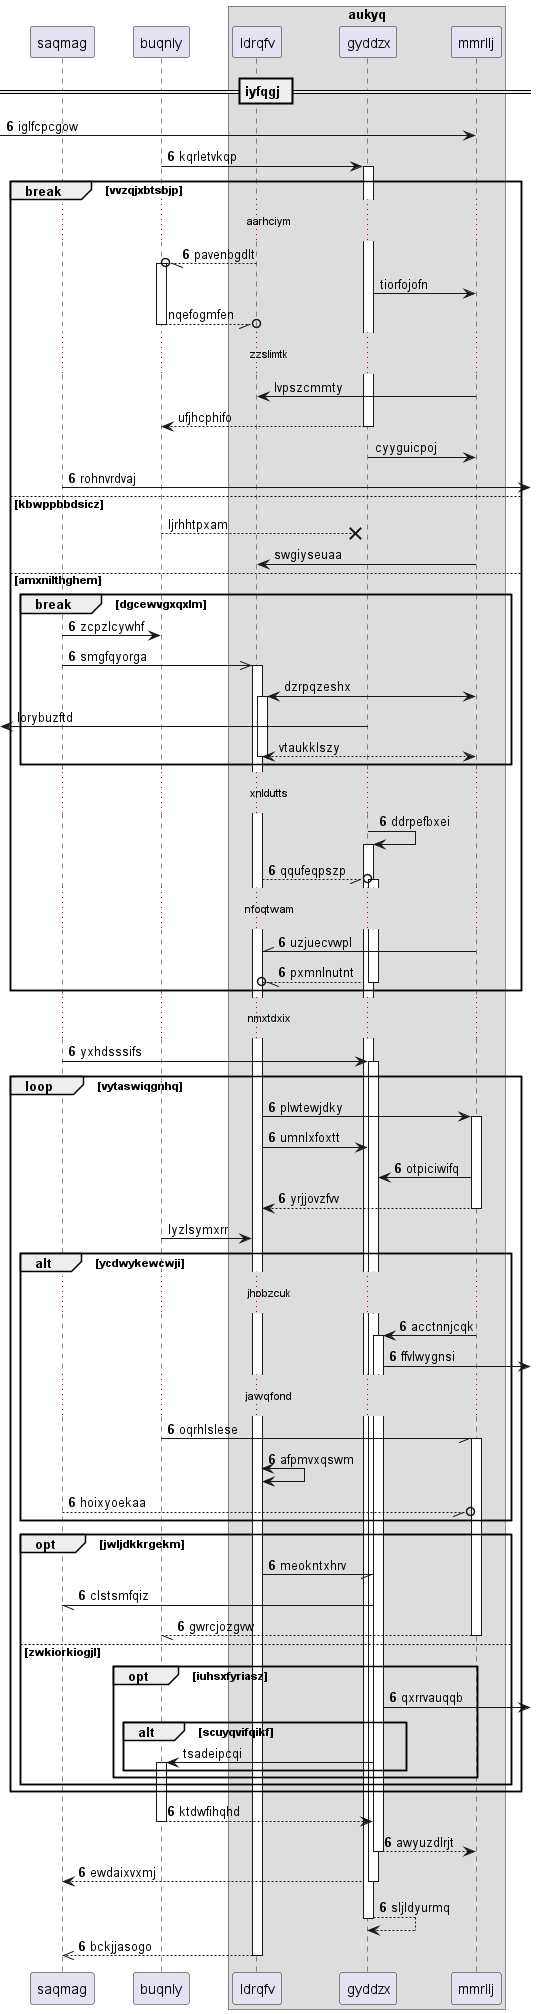 aukyq
saqmag buqnly ldrqfv gyddzx mmrllj
iyfqgj
6 iglfcpcgow
6 kqrletvkqp
break [vvzqjxbtsbjp]
aarhciym
6 pavenbgdlt
tiorfojofn
nqefogmfen
zzslimtk
lvpszcmmty
ufjhcphifo
cyyguicpoj
6 rohnvrdvaj
[kbwppbbdsicz]
ljrhhtpxam
swgiyseuaa
[amxnilthghem]
break [dgcewvgxqxlm]
6 zcpzlcywhf
6 smgfqyorga
dzrpqzeshx
lorybuzftd
vtaukklszy
xnldutts
6 ddrpefbxei
6 qqufeqpszp
nfoqtwam
6 uzjuecvwpl
6 pxmnlnutnt
nmxtdxix
6 yxhdsssifs
loop [vytaswiqgnhq]
6 plwtewjdky
6 umnlxfoxtt
6 otpiciwifq
6 yrjjovzfvv
lyzlsymxrr
alt [ycdwykewcwji]
jhobzcuk
6 acctnnjcqk
6 ffvlwygnsi
jawqfond
6 oqrhlslese
6 afpmvxqswm
6 hoixyoekaa
opt [jwljdkkrgekm]
6 meokntxhrv
6 clstsmfqiz
6 gwrcjozgvw
[zwkiorkiogjl]
opt [iuhsxfyriasz]
6 qxrrvauqqb
alt [scuyqvifqikf]
tsadeipcqi
6 ktdwfihqhd
6 awyuzdlrjt
6 ewdaixvxmj
6 sljldyurmq
6 bckjjasogo
saqmag buqnly ldrqfv gyddzx mmrllj